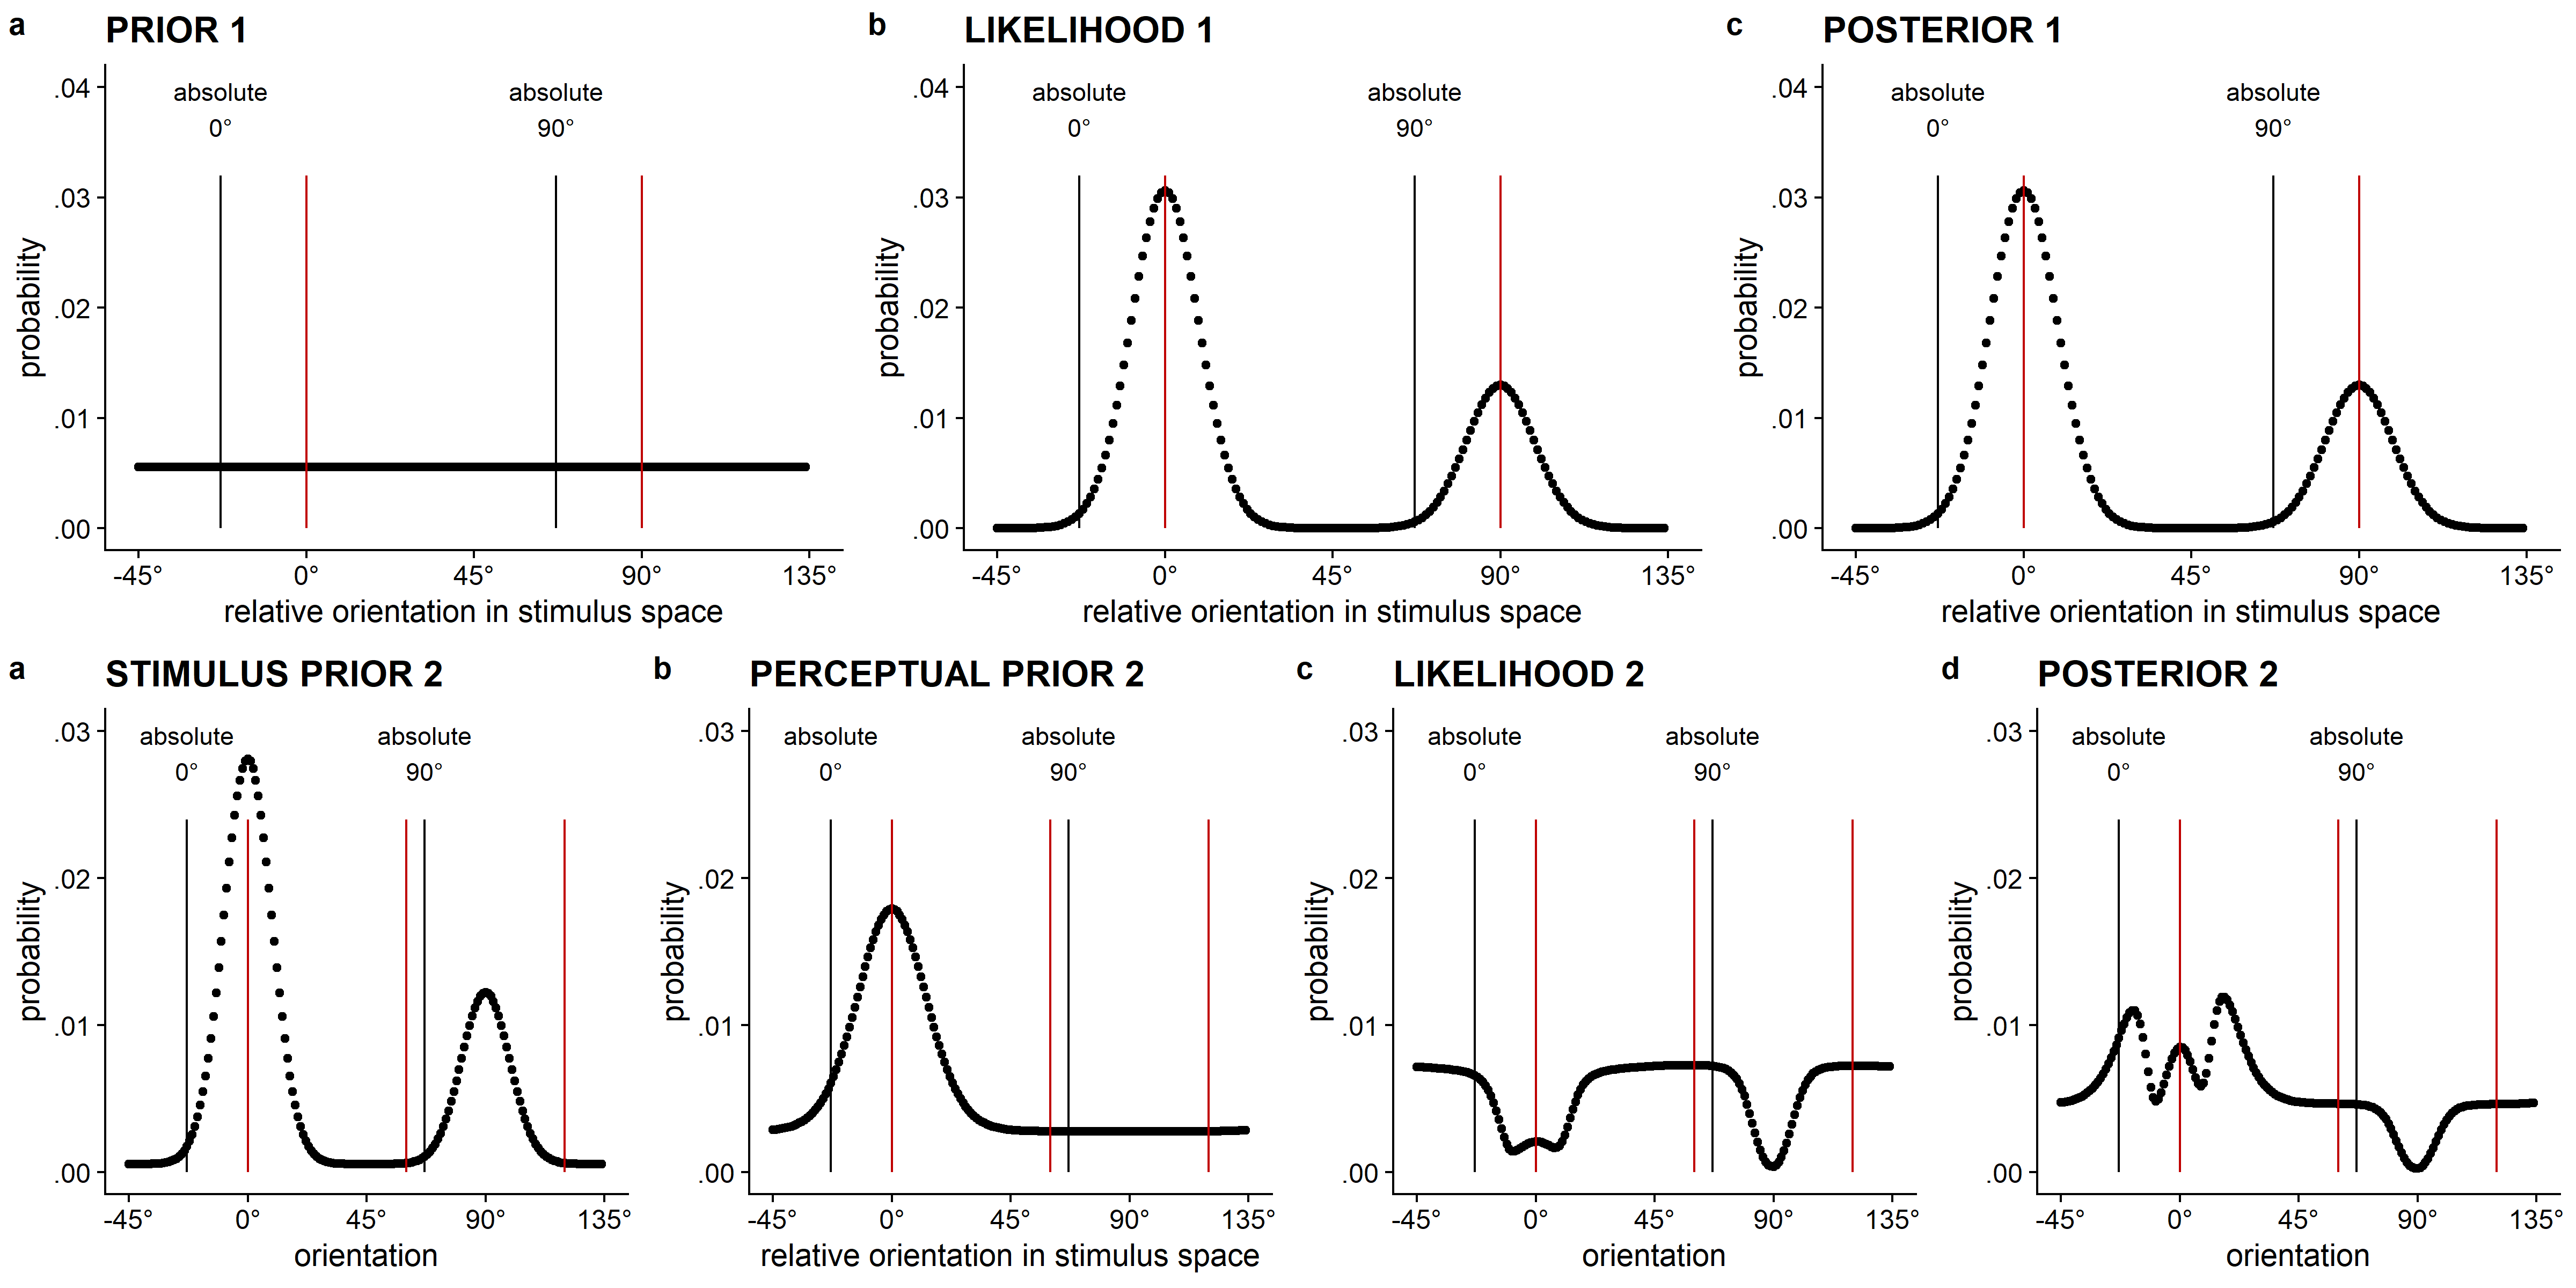 a PRIOR 1
.04
.03
.02
.01
.00
probability
absolute
0°
absolute
90°
-45° 0° 45° 90° 135°
relative orientation in stimulus space
b LIKELIHOOD 1
.04
.03
.02
.01
.00
probability
absolute
0°
absolute
90°
-45° 0° 45° 90° 135°
relative orientation in stimulus space
c POSTERIOR 1
.04
.03
.02
.01
.00
probability
absolute
0°
absolute
90°
-45° 0° 45° 90° 135°
relative orientation in stimulus space
a STIMULUS PRIOR 2
.03
.02
.01
.00
probability
absolute
0°
absolute
90°
-45° 0° 45° 90° 135°
orientation
b PERCEPTUAL PRIOR 2
.03
.02
.01
.00
probability
absolute
0°
absolute
90°
-45° 0° 45° 90° 135°
relative orientation in stimulus space
c LIKELIHOOD 2
.03
.02
.01
.00
probability
absolute
0°
absolute
90°
-45° 0° 45° 90° 135°
orientation
d POSTERIOR 2
.03
.02
.01
.00
probability
absolute
0°
absolute
90°
-45° 0° 45° 90° 135°
orientation